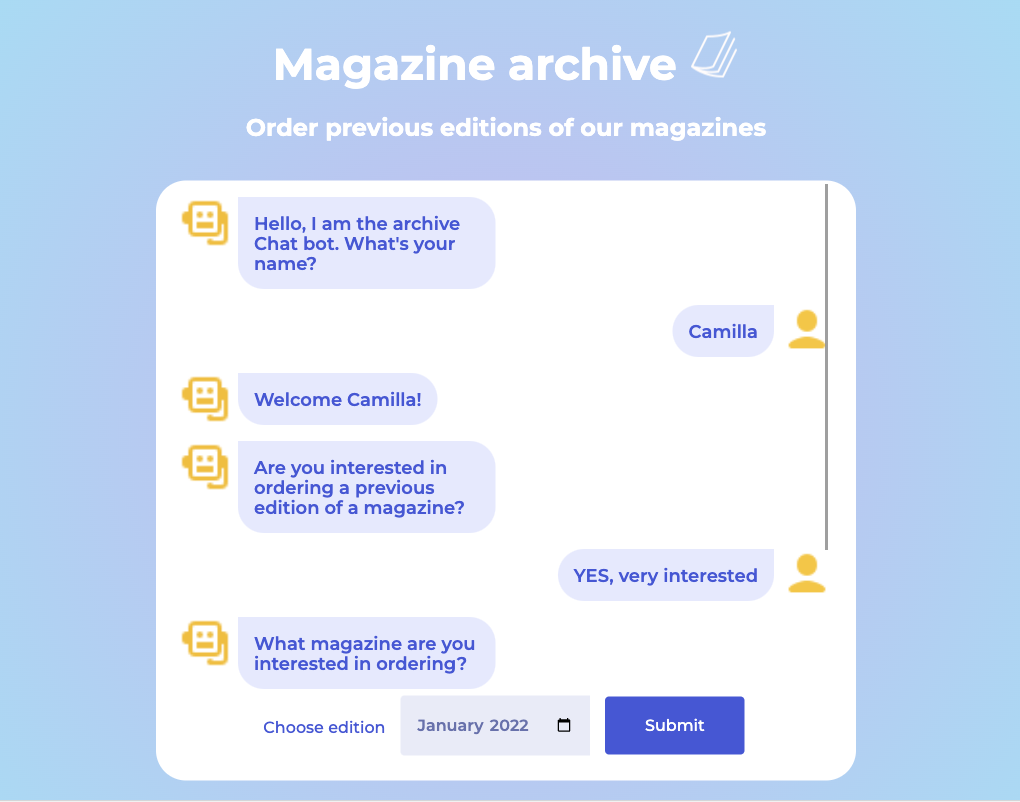 Magazine archive
Order previous editions of our magazines
Hello, I am the archive
Chat bot. What's your
name?
Camilla
Welcome Camilla!
Are you interested in
ordering a previous
edition of a magazine?
YES, very interested
What magazine are you
interested in ordering?
Choose edition January 2022 Submit